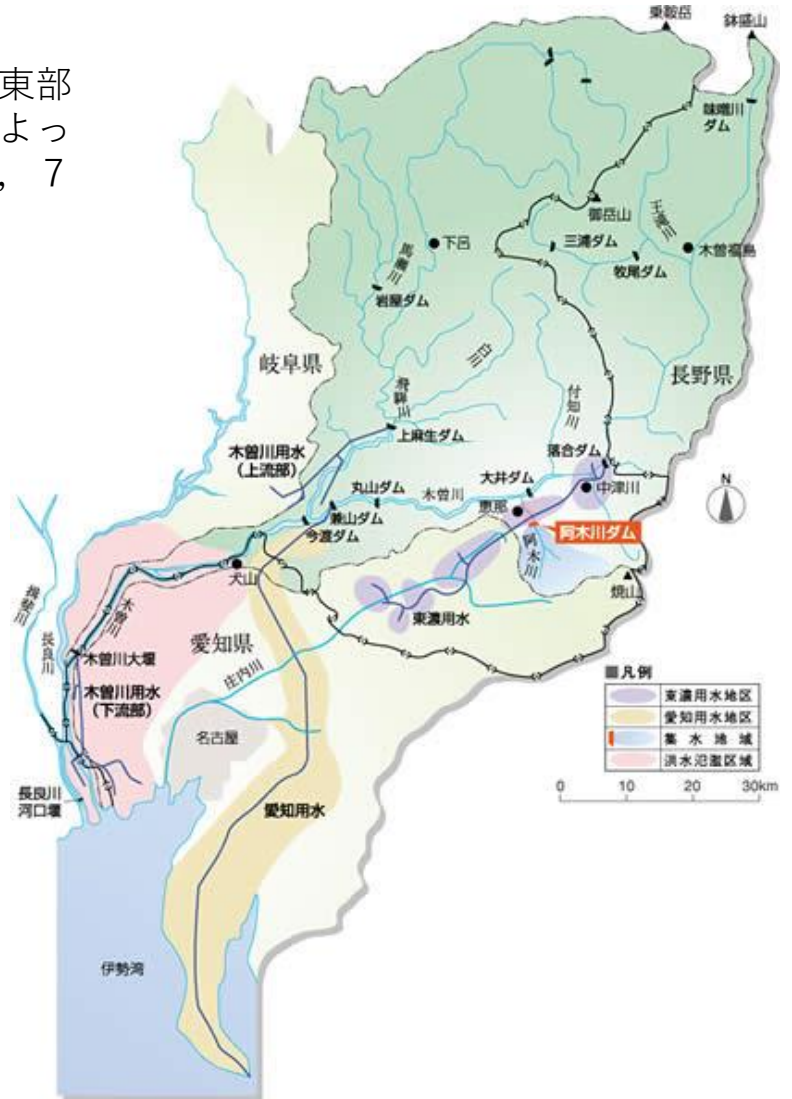 東部
よっ
, 7
乗鞍岳
鉢盛山
味噌川
ダム
御岳山
王滝川
三浦ダム
木曽福島
牧尾ダム
下呂
馬瀬川
岩屋ダム
白川
岐阜県
長野県
飛騨川
付知川
上麻生ダム
木曽川用水
(上流部)
落合ダム
丸山ダム
木曽川
大井ダム
中津川
恵那
兼山ダム
今渡ダム
阿木川ダム
阿木川
N
犬山
焼山
東濃用水
揖斐川
長良川
木曽川
愛知県
庄内川
木曽川大堰
木曽川用水
(下流部)
名古屋
■凡例
東濃用水地区
愛知用水地区
集水地域
洪水氾濫区域
0 10 20 30km
長良川
河口堰
愛知用水
伊勢湾